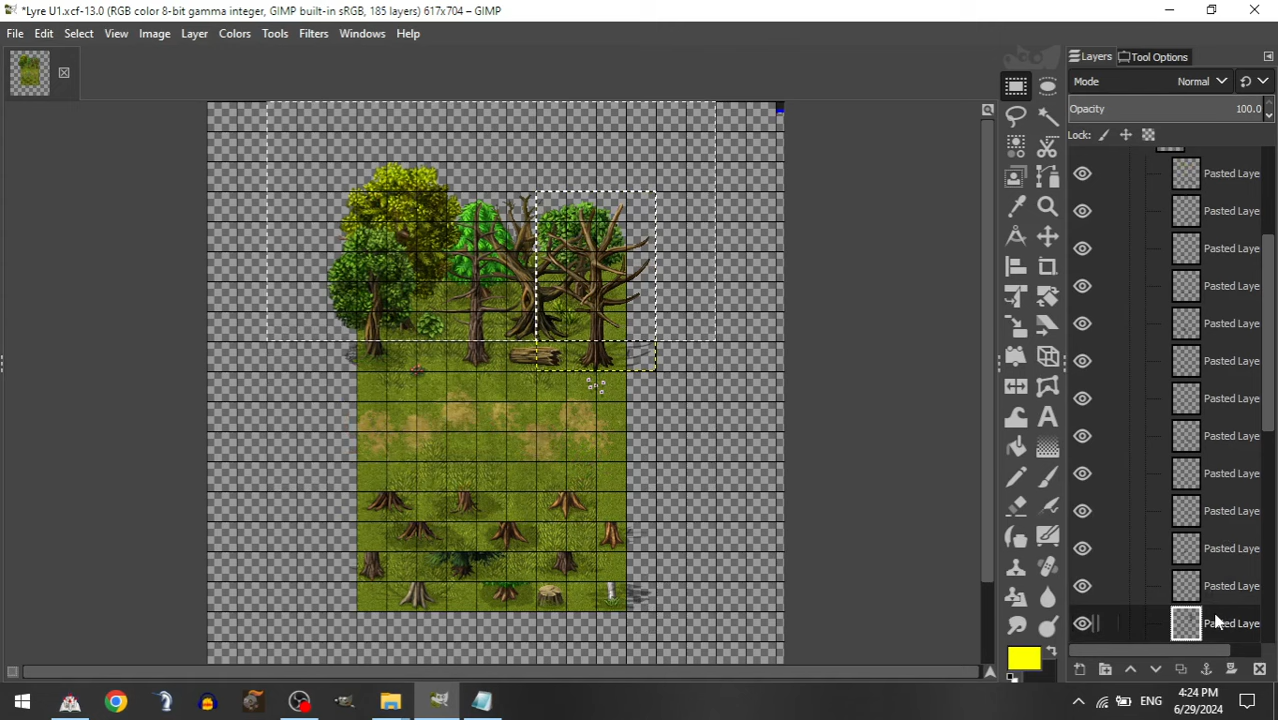 *Lyre U1.xcf-13.0 (RGB color 8-bit gamma integer, GIMP built-in sRGB, 185 layers) 617x704 – GIMP
File Edit Select View Image Layer Colors Tools Filters Windows Help
Layers Tool Options
Mode Normal
Opacity 100.0
Lock:
Pasted Laye
Pasted Laye
Pasted Laye
Pasted Laye
Pasted Laye
Pasted Laye
Pasted Laye
Pasted Laye
Pasted Laye
Pasted Laye
Pasted Laye
Pasted Laye
Pasted Laye
ENG
4:24 PM
6/29/2024